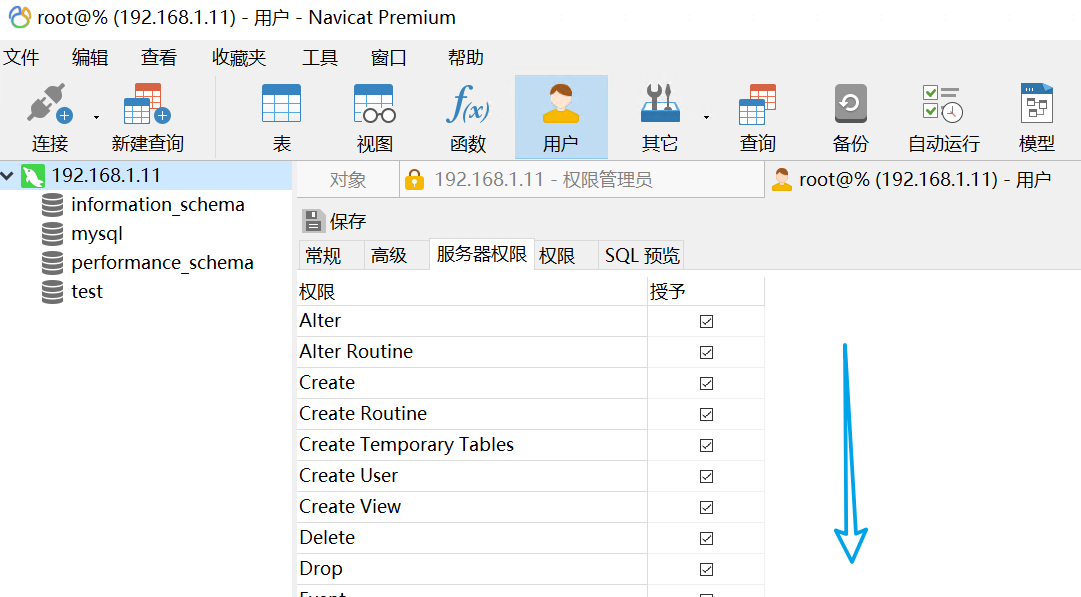 root@% (192.168.1.11) - 用户 - Navicat Premium
文件 编辑 查看 收藏夹 工具 窗口 帮助
f(x)
连接 新建查询 表 视图 函数 用户 其它 查询 备份 自动运行 模型
192.168.1.11
information_schema
mysql
performance_schema
test
对象 192.168.1.11 - 权限管理员 root@% (192.168.1.11) - 用户
保存
常规 高级 服务器权限 权限 SQL 预览
权限 授予
Alter
Alter Routine
Create
Create Routine
Create Temporary Tables
Create User
Create View
Delete
Drop
Event